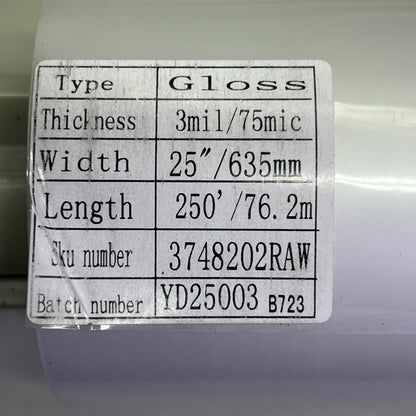 Type Gloss
Thickness 3mil/75mic
Width 25"/635mm
Length 250'/76.2m
Sku number 3748202RAW
Batch number YD25003 B723